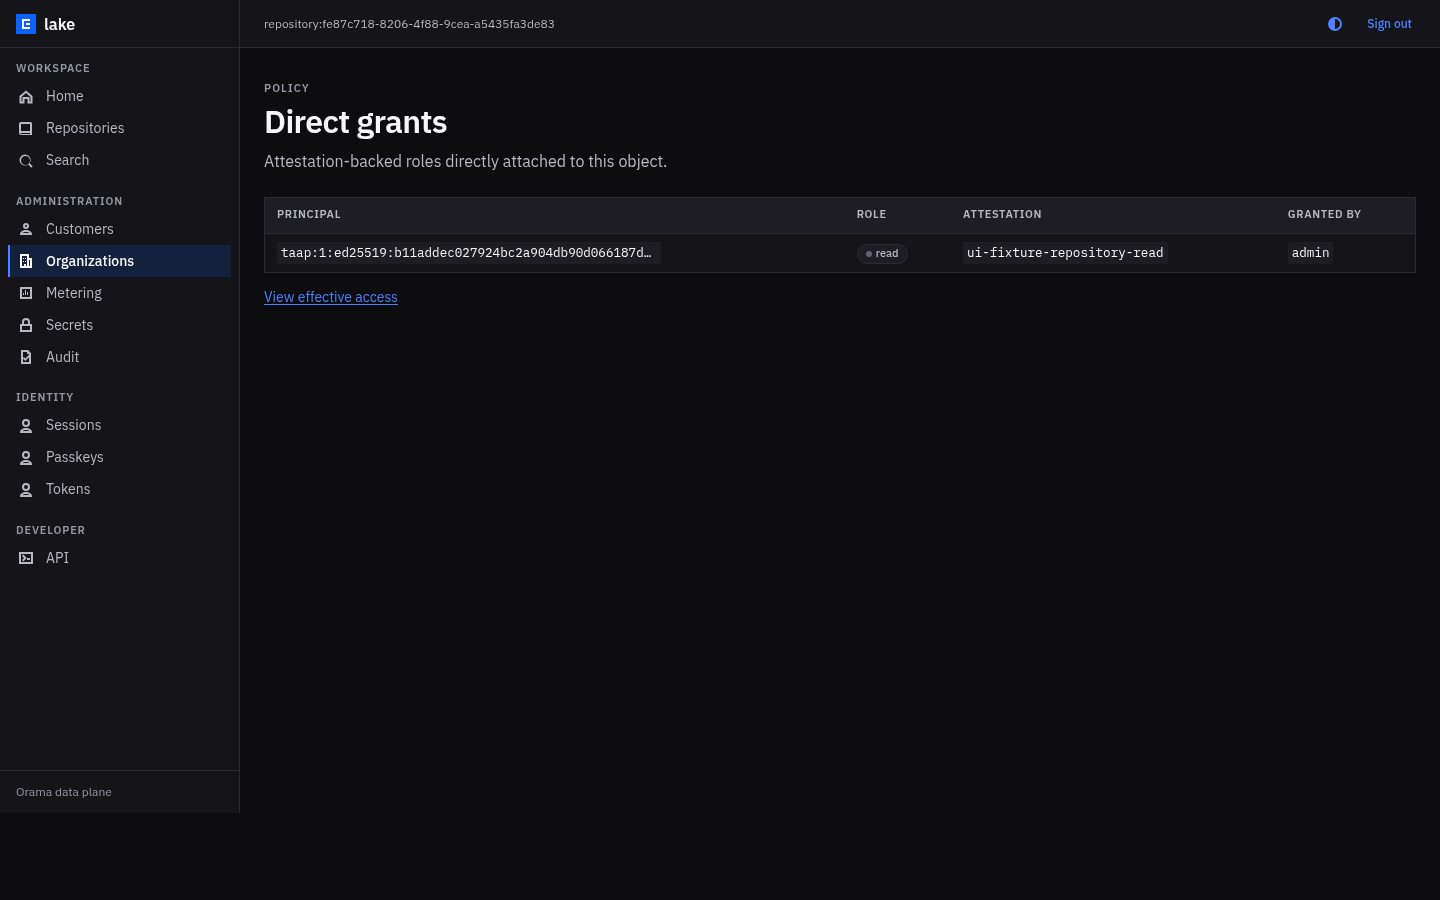 lake
repository:fe87c718-8206-4f88-9cea-a5435fa3de83
Sign out
WORKSPACE
Home
Repositories
Search
ADMINISTRATION
Customers
Organizations
Metering
Secrets
Audit
IDENTITY
Sessions
Passkeys
Tokens
DEVELOPER
API
Orama data plane
POLICY
Direct grants
Attestation-backed roles directly attached to this object.
PRINCIPAL ROLE ATTESTATION GRANTED BY
taap:1:ed25519:b11addec027924bc2a904db90d066187d… read ui-fixture-repository-read admin
View effective access